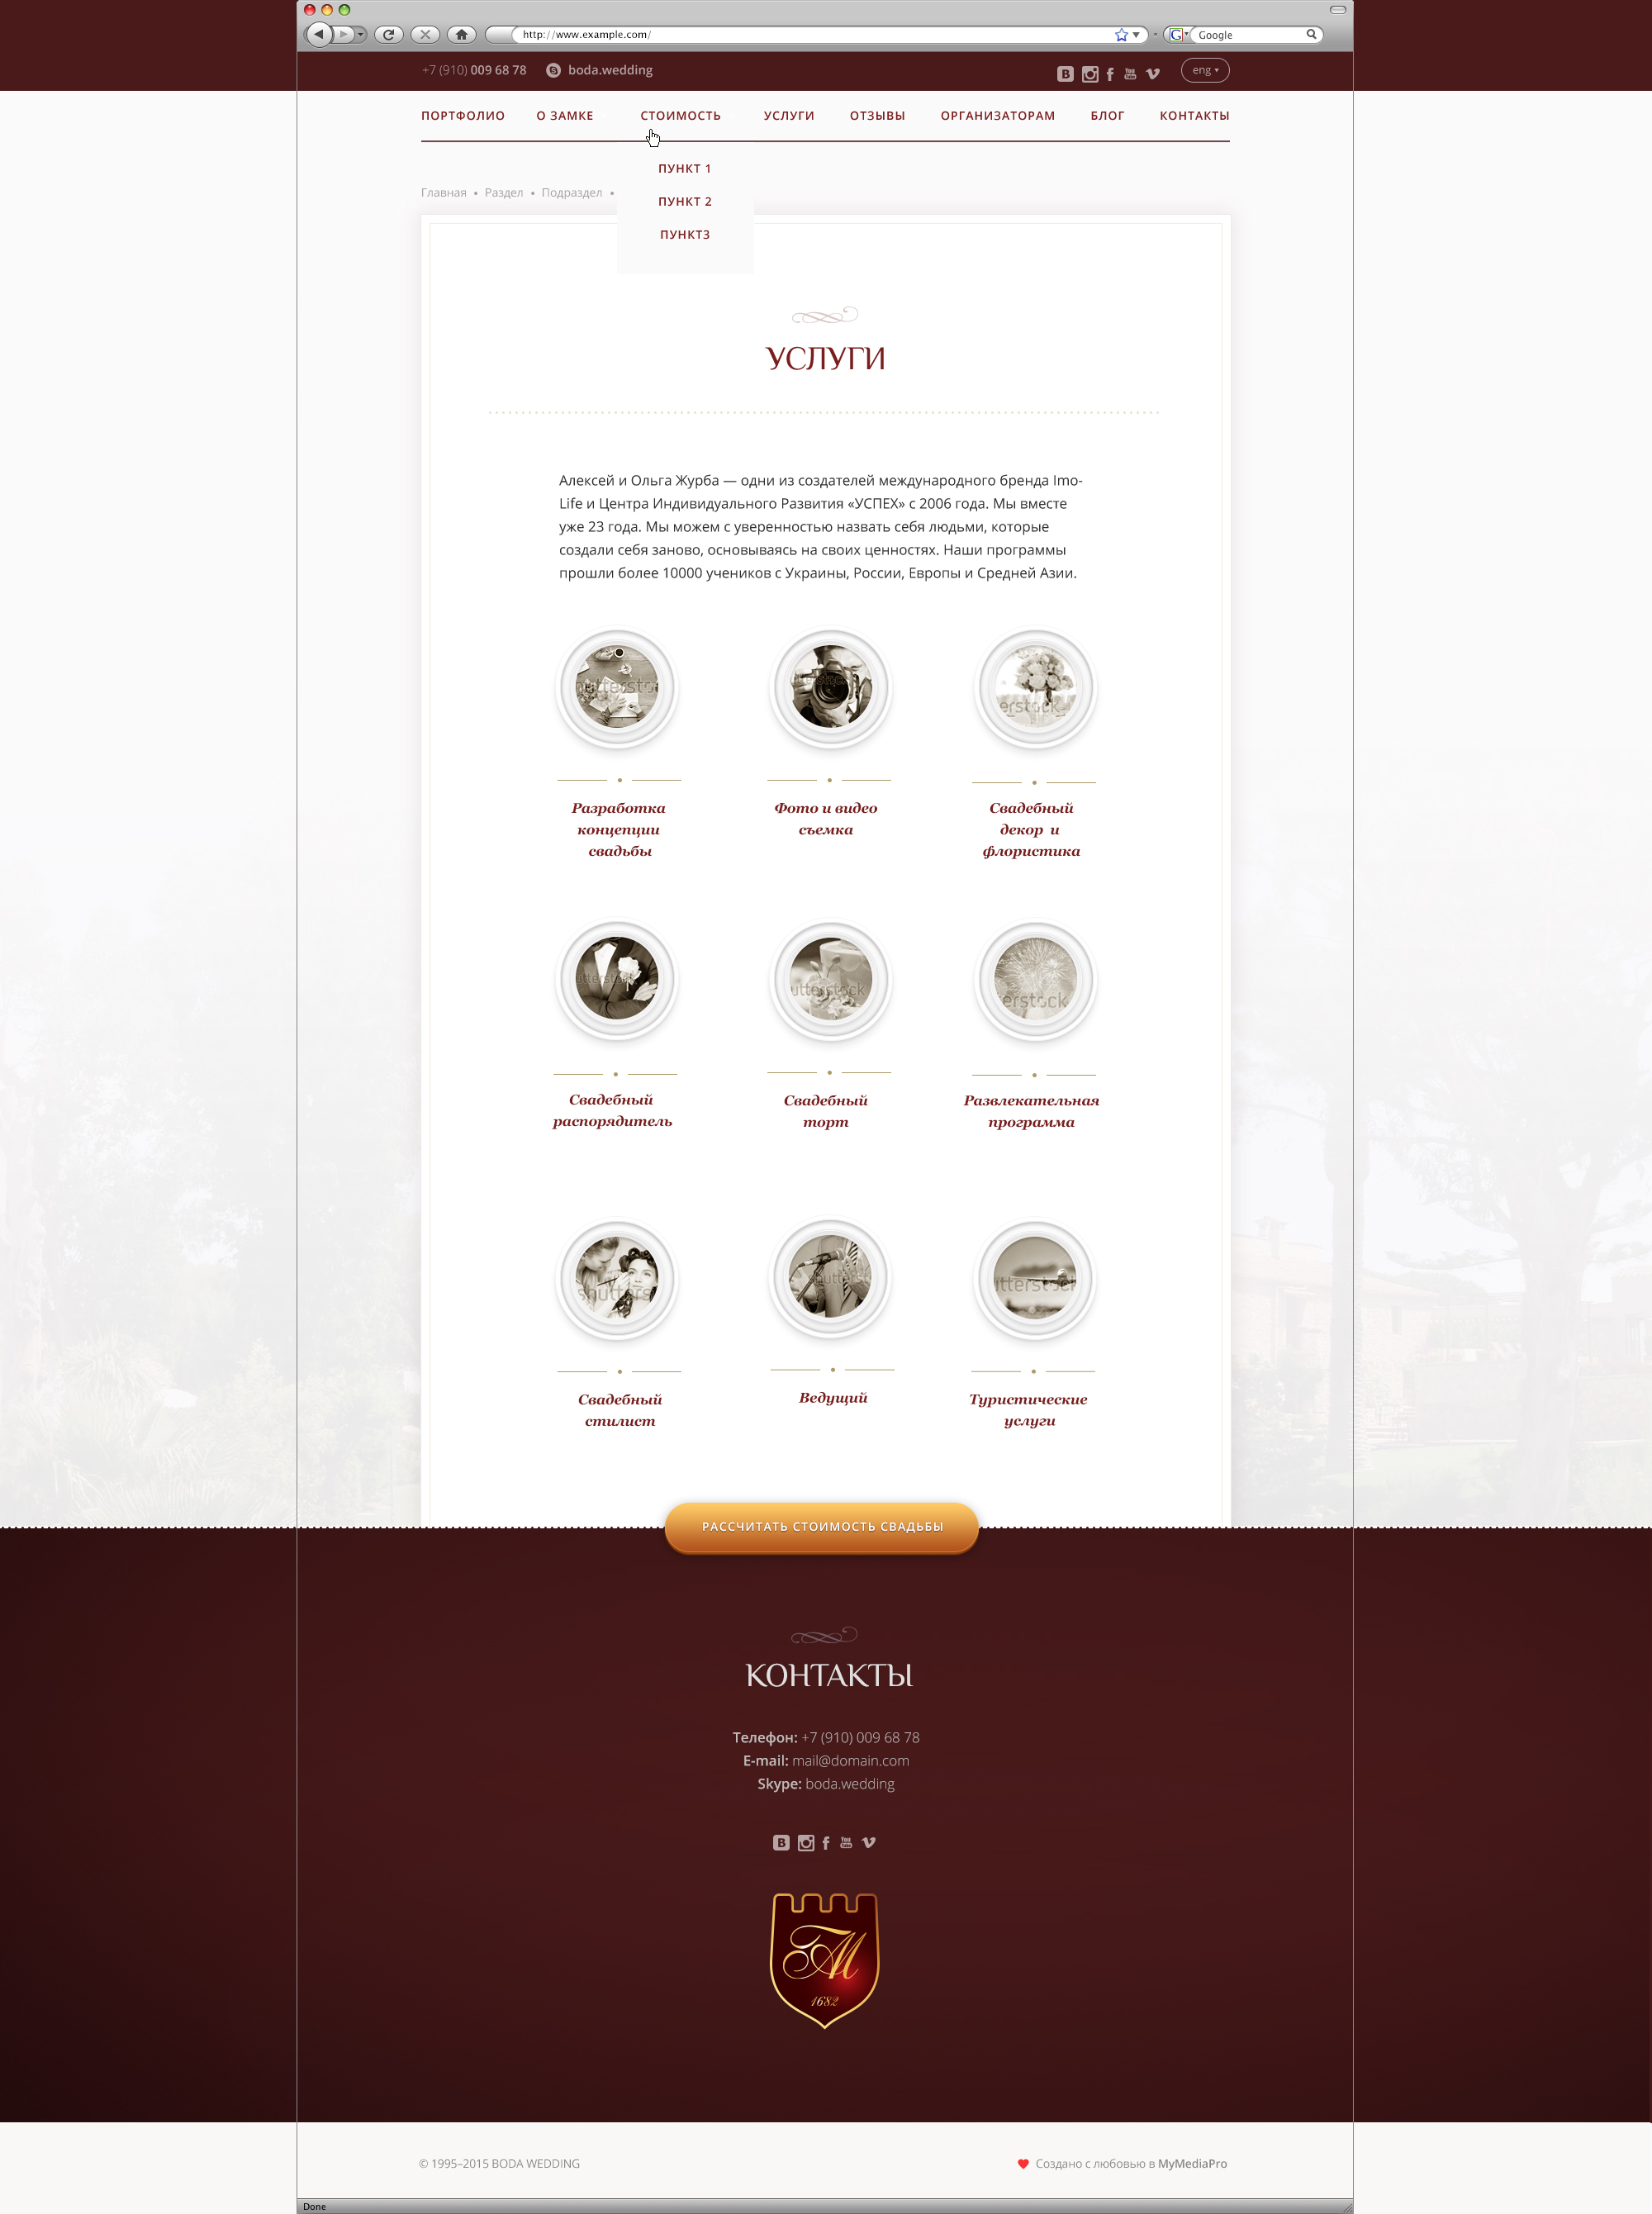 http://www.example.com/
Google
+7 (910) 009 68 78
boda.wedding
eng
ПОРТФОЛИО
О ЗАМКЕ
СТОИМОСТЬ
УСЛУГИ
ОТЗЫВЫ
ОРГАНИЗАТОРАМ
БЛОГ
КОНТАКТЫ
ПУНКТ 1
ПУНКТ 2
ПУНКТ3
Главная • Раздел • Подраздел •
УСЛУГИ
Алексей и Ольга Журба — одни из создателей международного бренда Imo-
Life и Центра Индивидуального Развития «УСПЕХ» с 2006 года. Мы вместе
уже 23 года. Мы можем с уверенностью назвать себя людьми, которые
создали себя заново, основываясь на своих ценностях. Наши программы
прошли более 10000 учеников с Украины, России, Европы и Средней Азии.
Разработка
концепции
свадьбы
Фото и видео
съемка
Свадебный
декор и
флористика
Свадебный
распорядитель
Свадебный
торт
Развлекательная
программа
Свадебный
стилист
Ведущий
Туристические
услуги
РАССЧИТАТЬ СТОИМОСТЬ СВАДЬБЫ
КОНТАКТЫ
Телефон: +7 (910) 009 68 78
E-mail: mail@domain.com
Skype: boda.wedding
1682
© 1995–2015 BODA WEDDING
Создано с любовью в MyMediaPro
Done